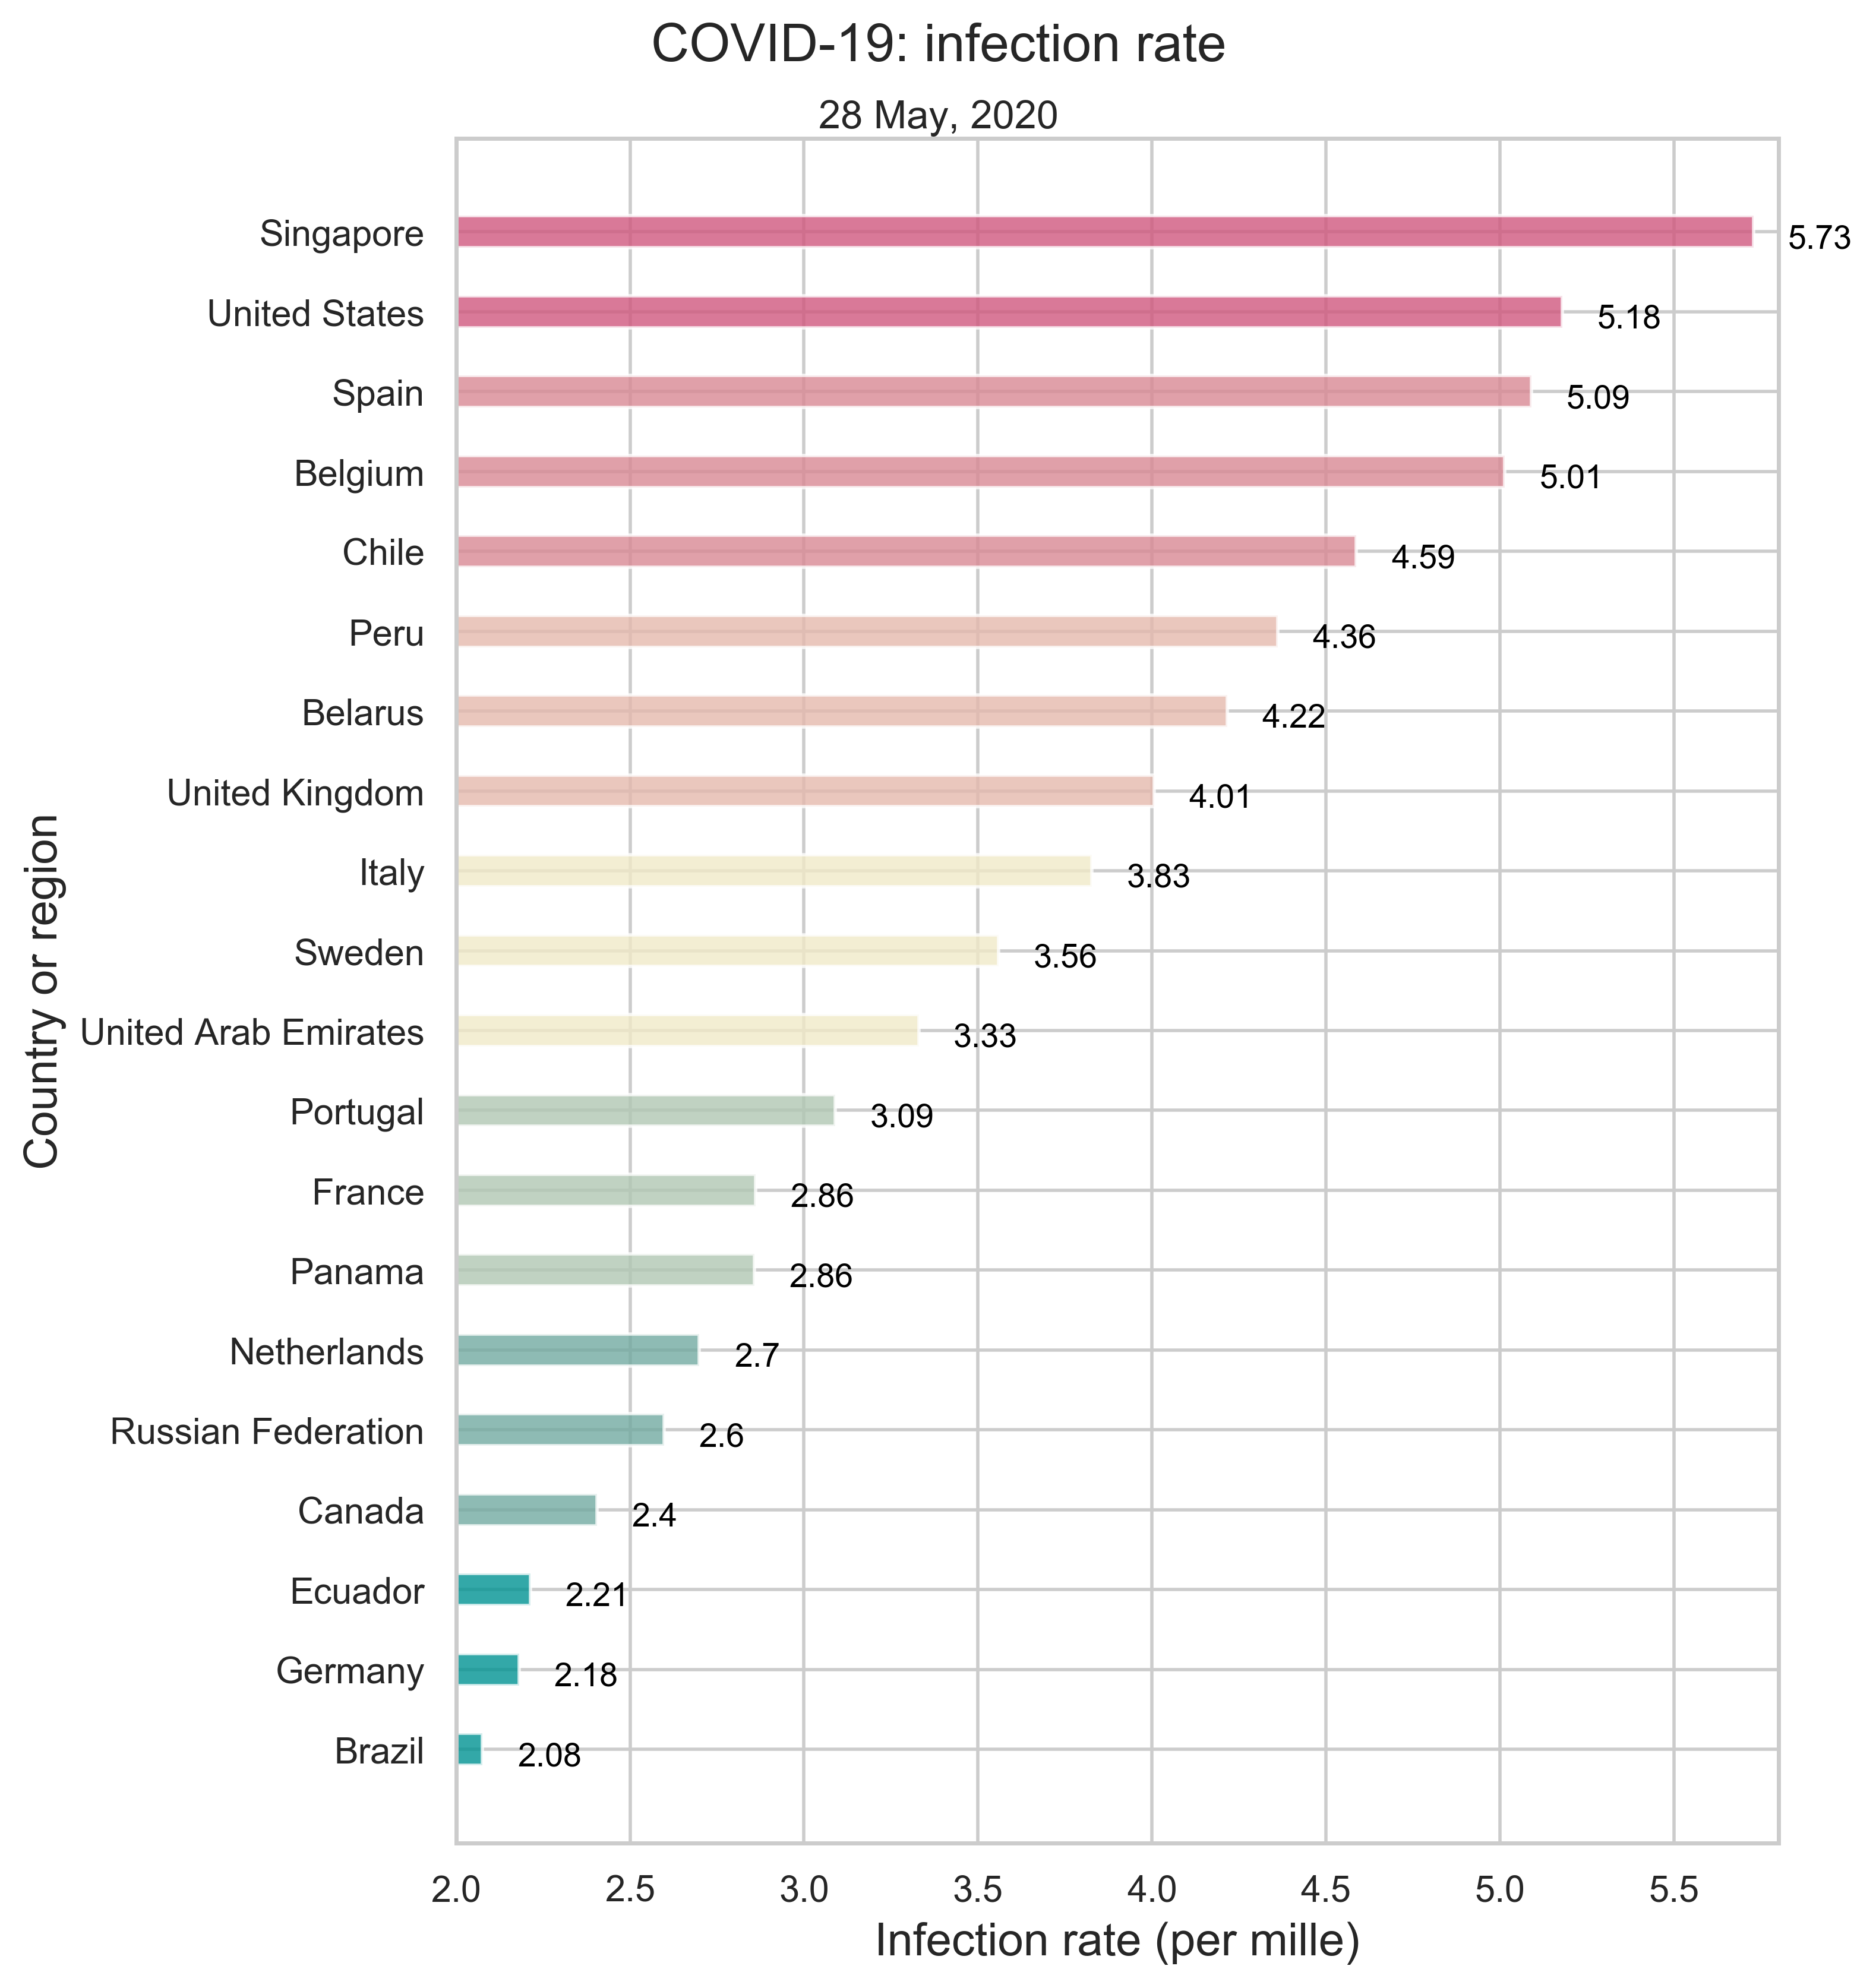 COVID-19: infection rate
28 May, 2020
Singapore 5.73
United States 5.18
Spain 5.09
Belgium 5.01
Chile 4.59
Peru 4.36
Belarus 4.22
United Kingdom 4.01
Italy 3.83
Sweden 3.56
United Arab Emirates 3.33
Portugal 3.09
France 2.86
Panama 2.86
Netherlands 2.7
Russian Federation 2.6
Canada 2.4
Ecuador 2.21
Germany 2.18
Brazil 2.08
Country or region
2.0 2.5 3.0 3.5 4.0 4.5 5.0 5.5
Infection rate (per mille)